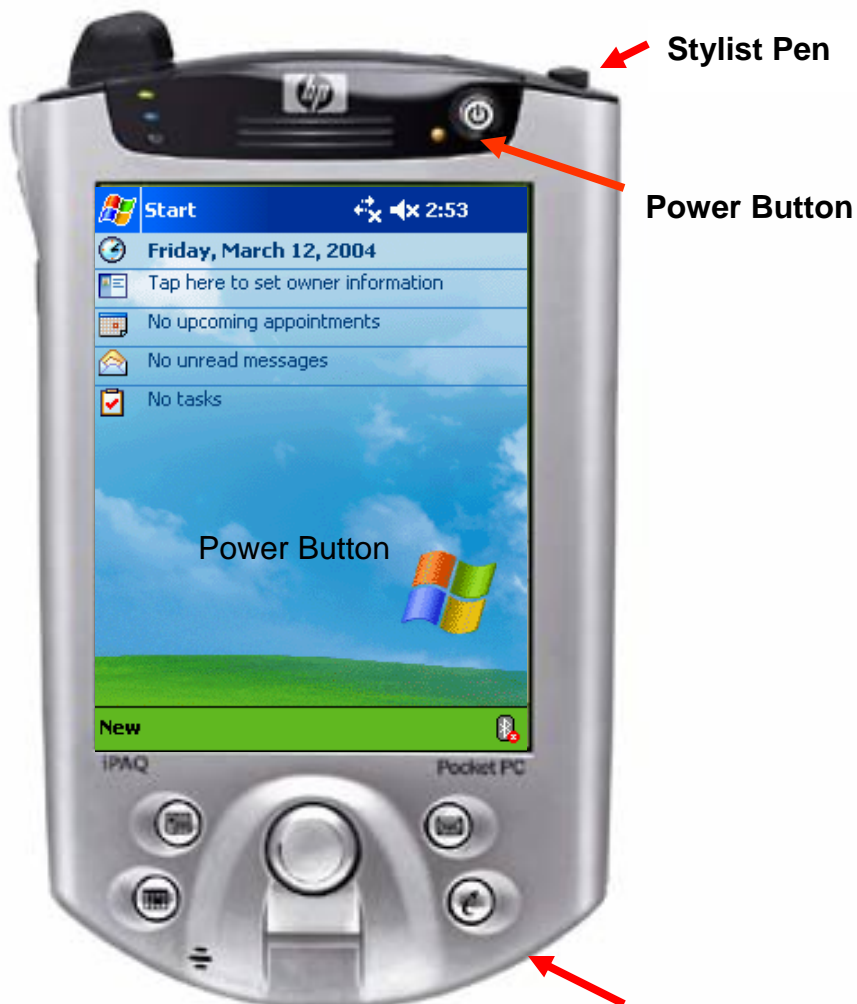 Stylist Pen
hp
Power Button
Start 2:53
Friday, March 12, 2004
Tap here to set owner information
No upcoming appointments
No unread messages
No tasks
Power Button
New
iPAQ Pocket PC